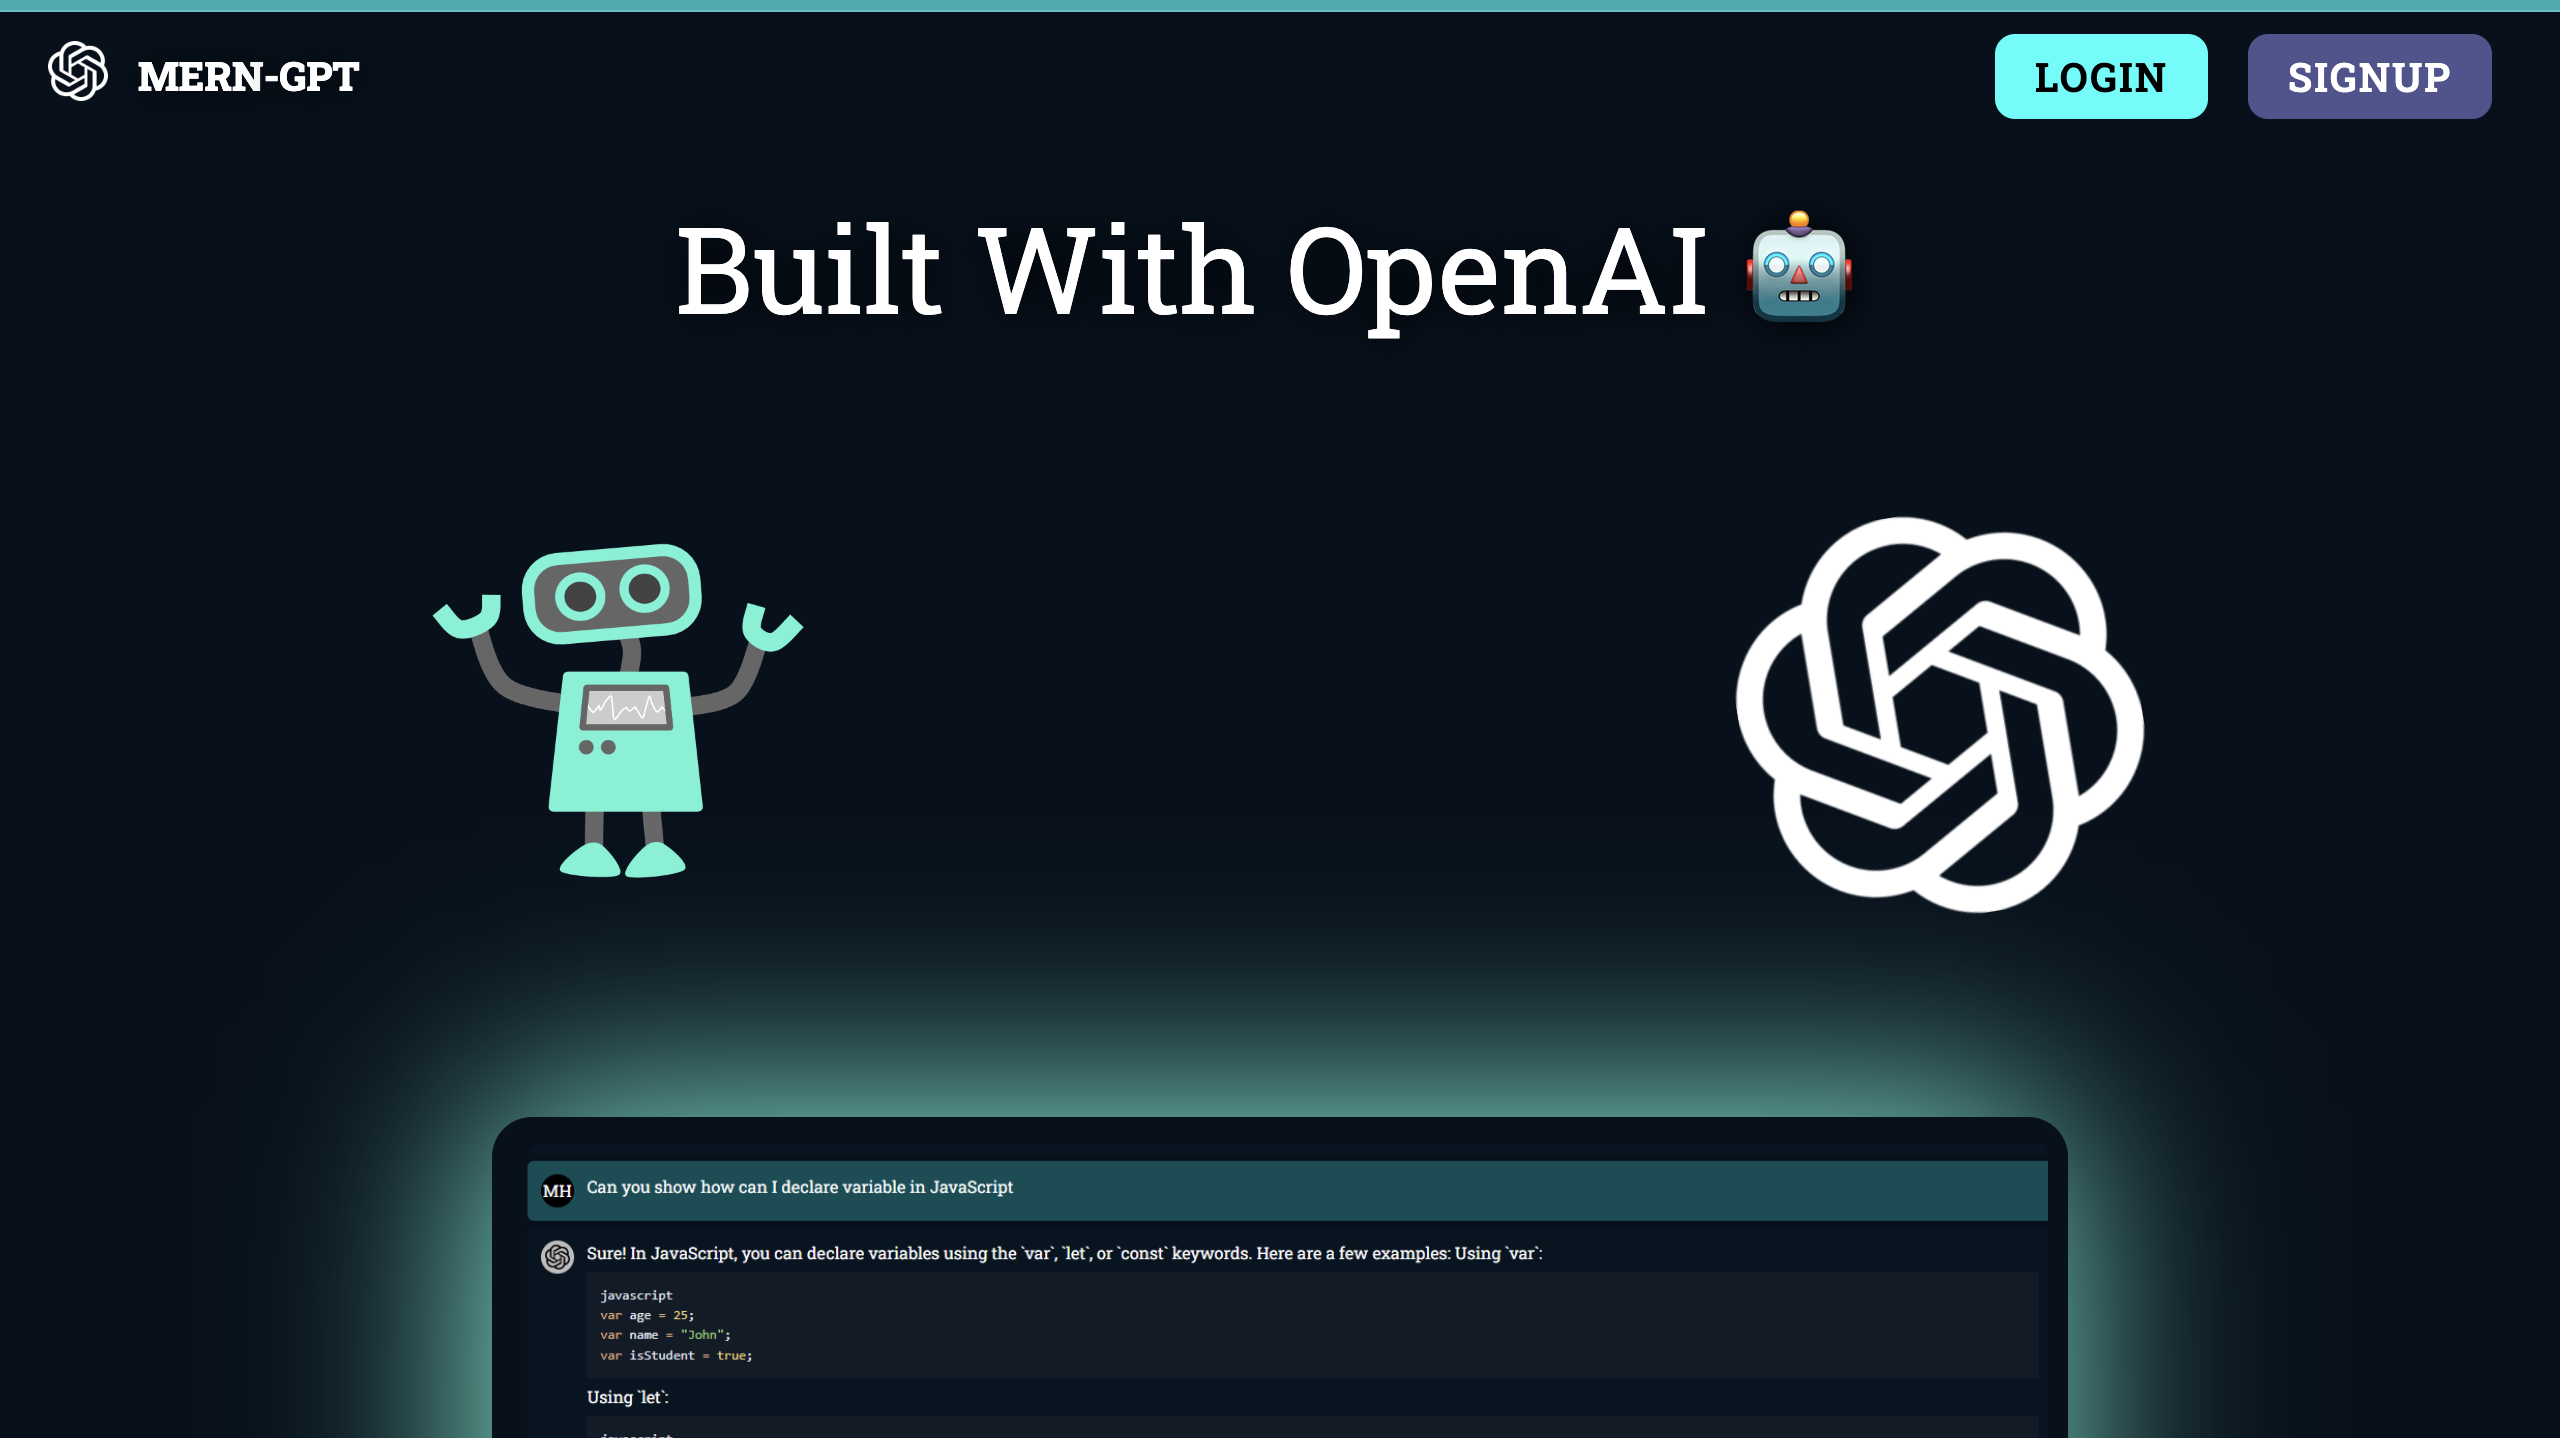 MERN-GPT
LOGIN
SIGNUP
Built With OpenAI
MH
Can you show how can I declare variable in JavaScript
Sure! In JavaScript, you can declare variables using the `var`, `let`, or `const` keywords. Here are a few examples: Using `var`:
javascript
var age = 25;
var name = "John";
var isStudent = true;
Using `let`: